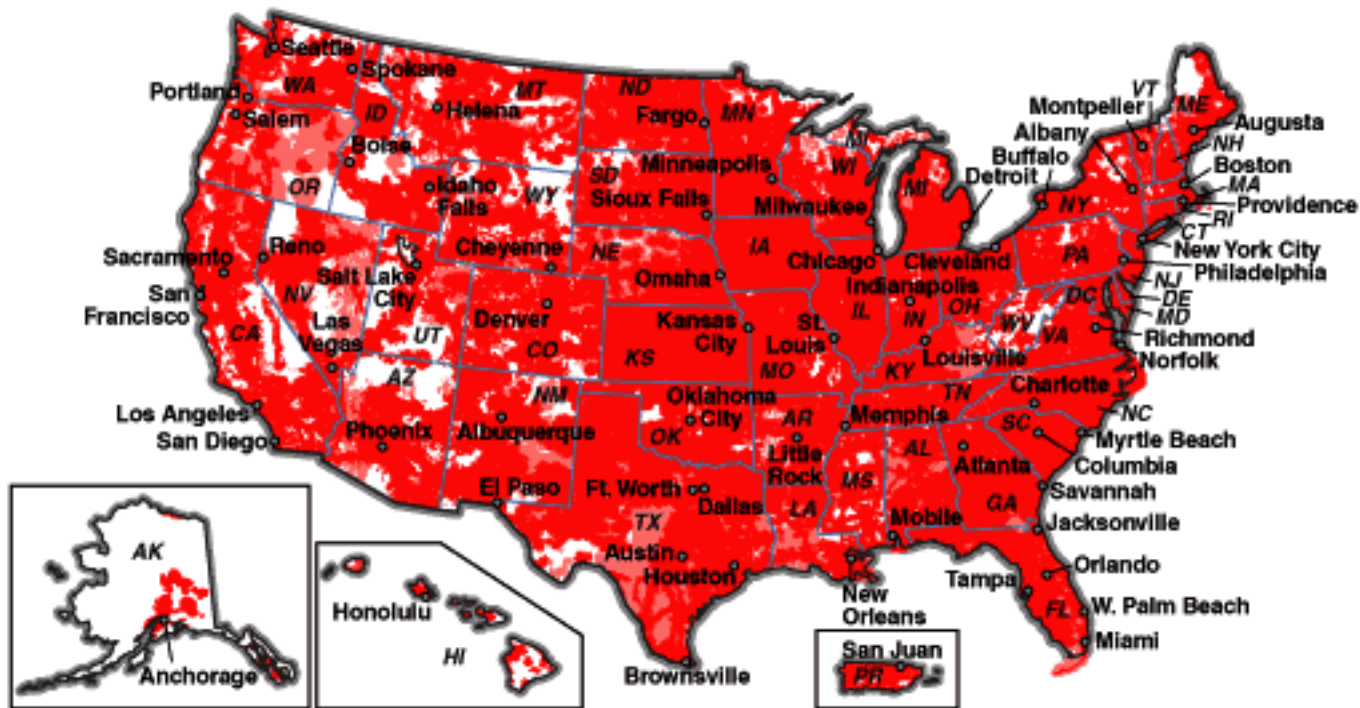 Seattle
Spokane
WA
Portland
Salem
MT
Helena
ID
Boise
OR
Idaho
Falls
WY
ND
Fargo
MN
SD
Minneapolis
Sioux Falls
WI
MI
MI
Milwaukee
Montpelier
VT
ME
Albany
Augusta
NH
Buffalo
Boston
Detroit
MA
Providence
NY
RI
CT
New York City
Philadelphia
PA
NJ
DE
MD
DC
Richmond
Norfolk
VA
WV
Reno
Sacramento
San
Francisco
NV
CA
Las
Vegas
Salt Lake
City
UT
Cheyenne
NE
Omaha
IA
Chicago
Cleveland
Indianapolis
IL
IN
OH
Denver
CO
Kansas
City
KS
St.
Louis
MO
Louisville
KY
AZ
NM
Oklahoma
City
OK
AR
Memphis
TN
Charlotte
NC
SC
Los Angeles
San Diego
Phoenix
Albuquerque
Little
Rock
AL
Atlanta
Myrtle Beach
Columbia
Savannah
El Paso
Ft. Worth
Dallas
LA
MS
GA
Jacksonville
TX
Mobile
Austin
Houston
New
Orleans
Tampa
Orlando
FL
W. Palm Beach
Miami
Brownsville
AK
Anchorage
Honolulu
HI
San Juan
PR